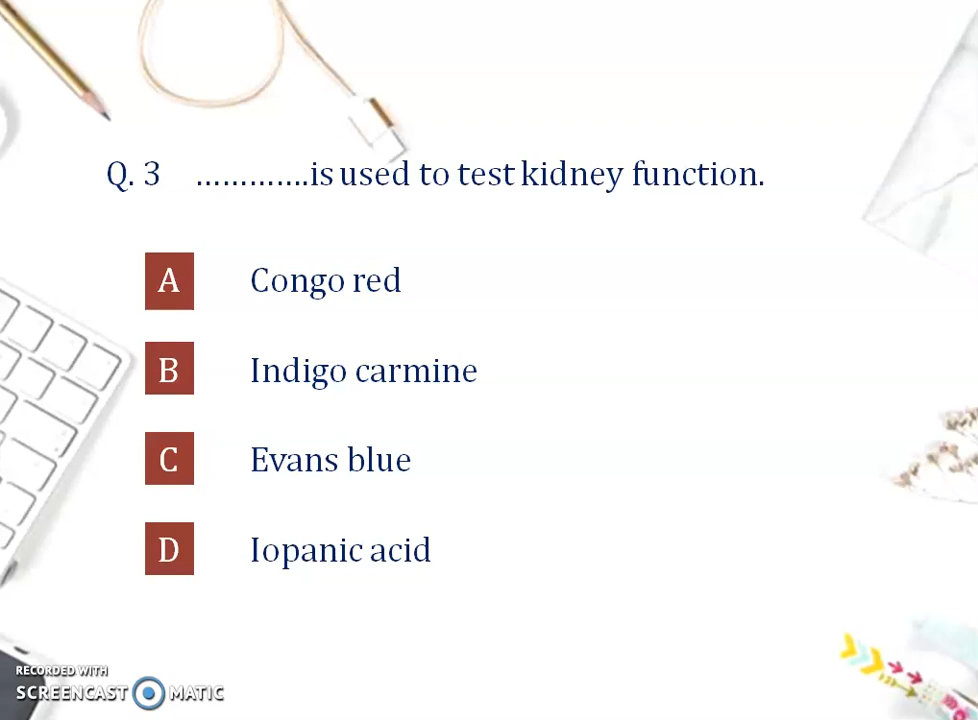 Q. 3 .............is used to test kidney function.
A Congo red
B Indigo carmine
C Evans blue
D Iopanic acid
RECORDED WITH
SCREENCAST MATIC